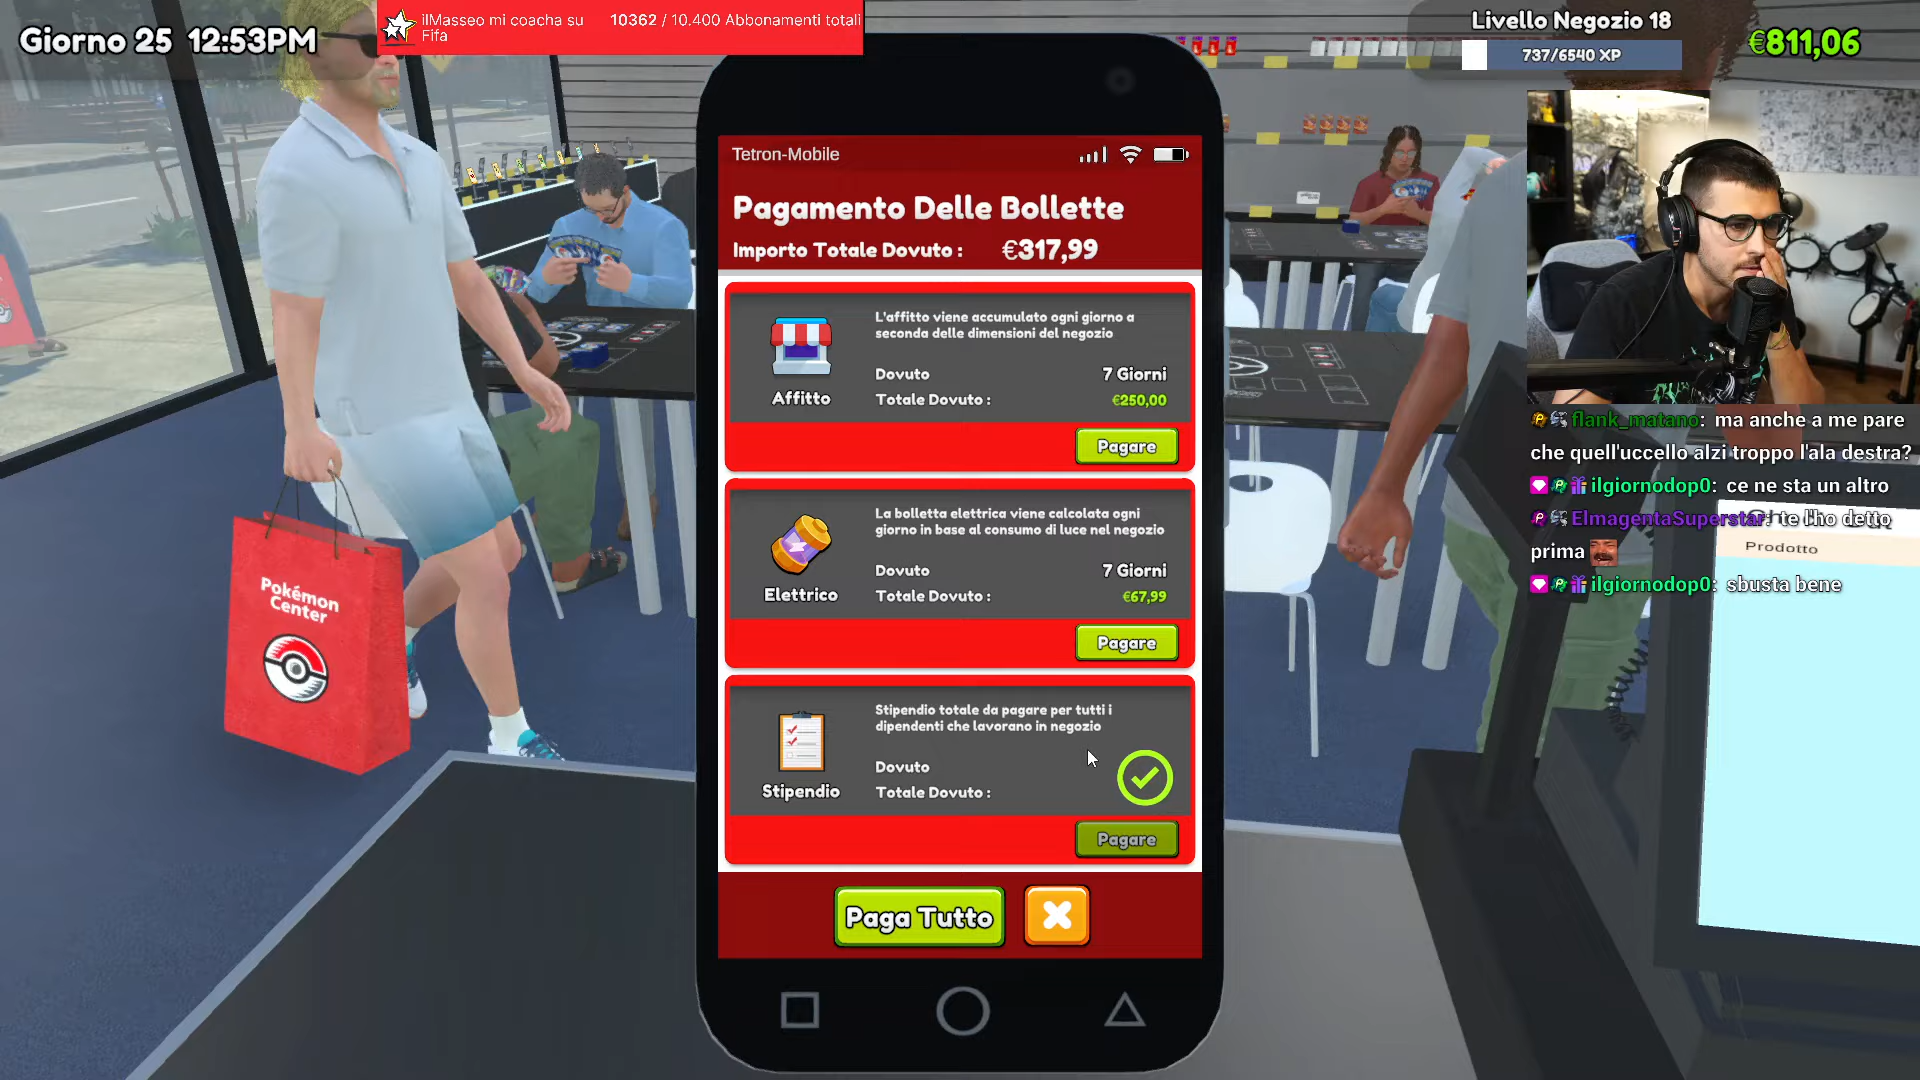 Giorno 25 12:53PM
ilMasseo mi coacha su
Fifa
10362 / 10.400 Abbonamenti totali
Livello Negozio 18
737/6540 XP
€811,06
Tetron-Mobile
Pagamento Delle Bollette
Importo Totale Dovuto : €317,99
L'affitto viene accumulato ogni giorno a
seconda delle dimensioni del negozio
Affitto
Dovuto 7 Giorni
Totale Dovuto : €250,00
Pagare
La bolletta elettrica viene calcolata ogni
giorno in base al consumo di luce nel negozio
Elettrico
Dovuto 7 Giorni
Totale Dovuto : €67,99
Pagare
Stipendio totale da pagare per tutti i
dipendenti che lavorano in negozio
Stipendio
Dovuto
Totale Dovuto :
Pagare
Paga Tutto
Pokémon
Center
flank_matano: ma anche a me pare
che quell'uccello alzi troppo l'ala destra?
ilgiornodop0: ce ne sta un altro
ElmagentaSuperstar: te l'ho detto
prima
ilgiornodop0: sbusta bene
Prodotto